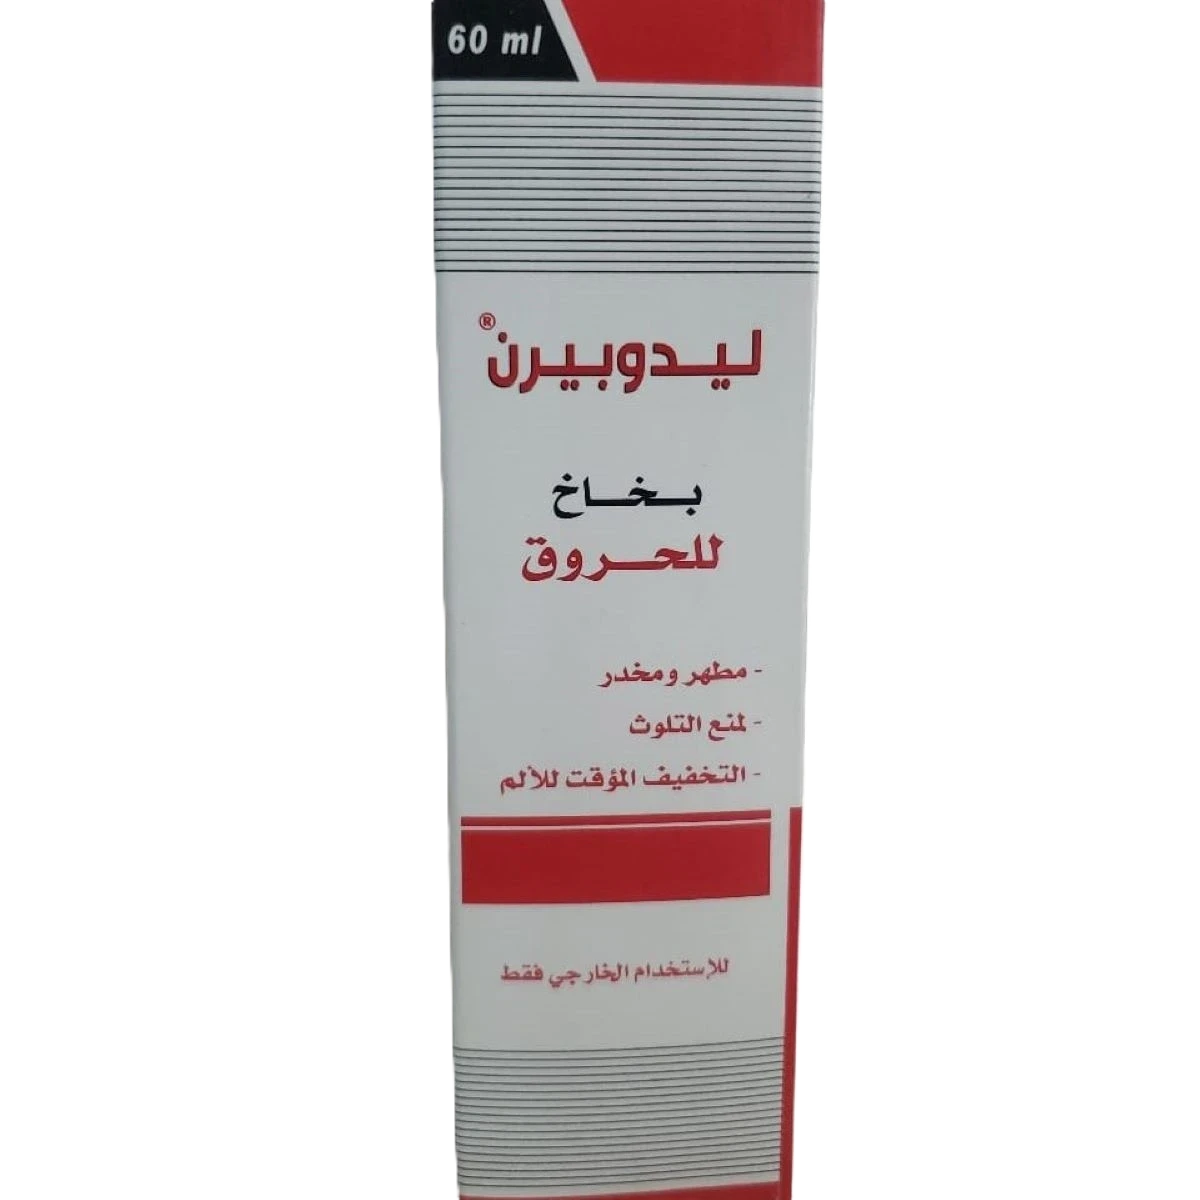 60 ml
ليدوبيرن®
بخاخ
للحروق
- مطهر ومخدر
- لمنع التلوث
- التخفيف المؤقت للألم
للإستخدام الخارجي فقط